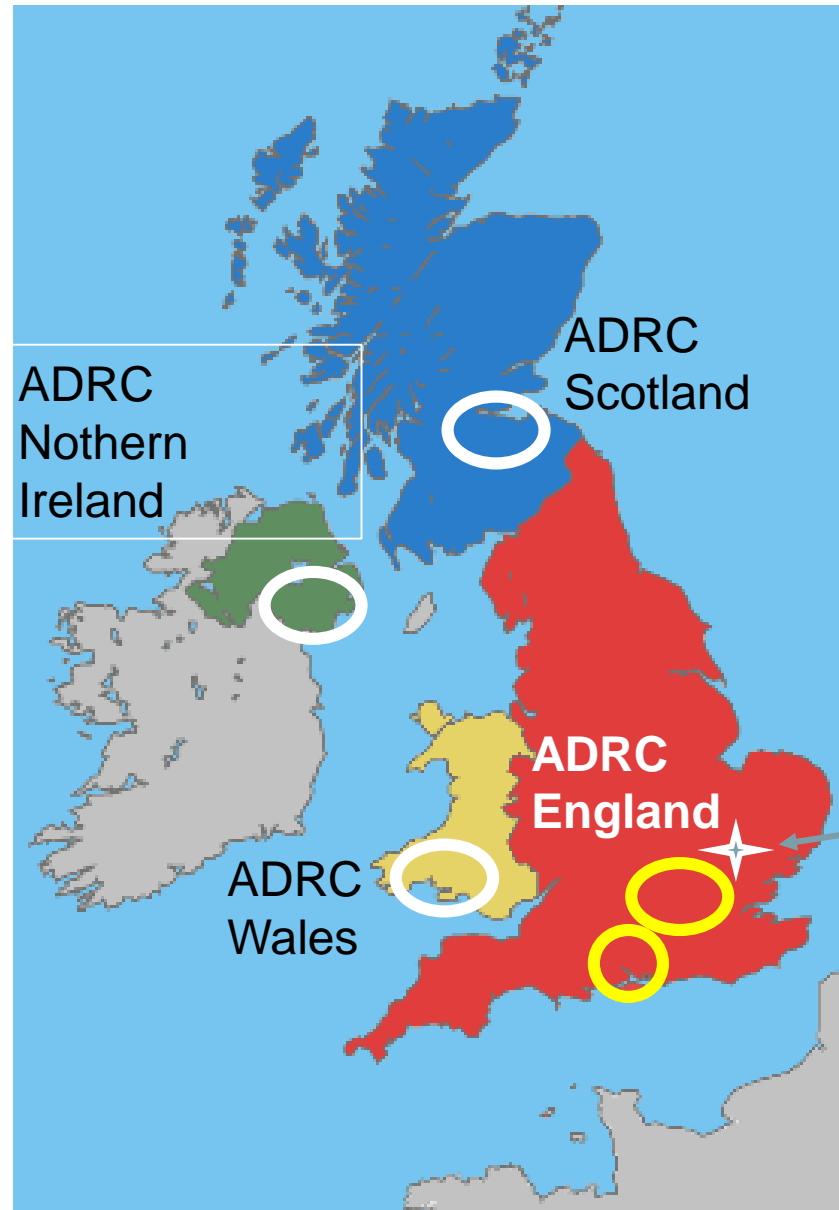 ADRC
Scotland
ADRC
Nothern
Ireland
ADRC
England
ADRC
Wales